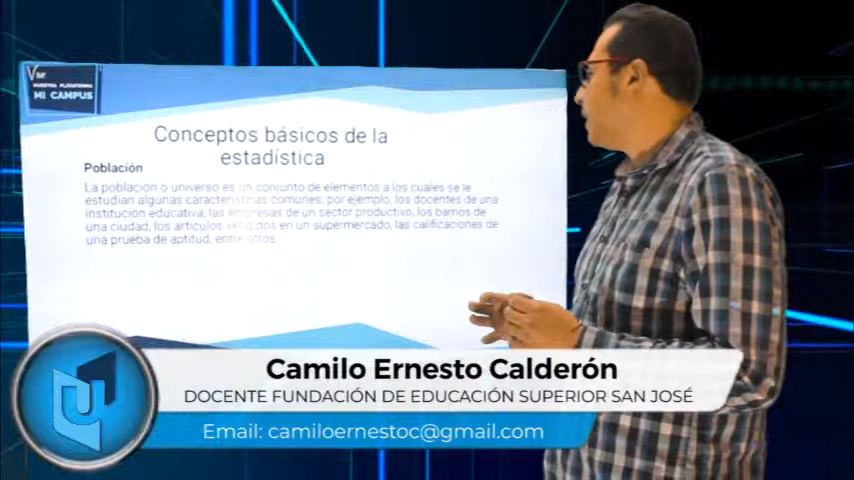 Vive
NUESTRA PLATAFORMA
MI CAMPUS
Conceptos básicos de la
estadística
Población
La población o universo es un conjunto de elementos a los cuales se le
estudian algunas características comunes; por ejemplo, los docentes de una
institución educativa, las empresas de un sector productivo, los barrios de
una ciudad, los artículos vendidos en un supermercado, las calificaciones de
una prueba de aptitud, entre otros.
Camilo Ernesto Calderón
DOCENTE FUNDACIÓN DE EDUCACIÓN SUPERIOR SAN JOSÉ
Email: camiloernestoc@gmail.com